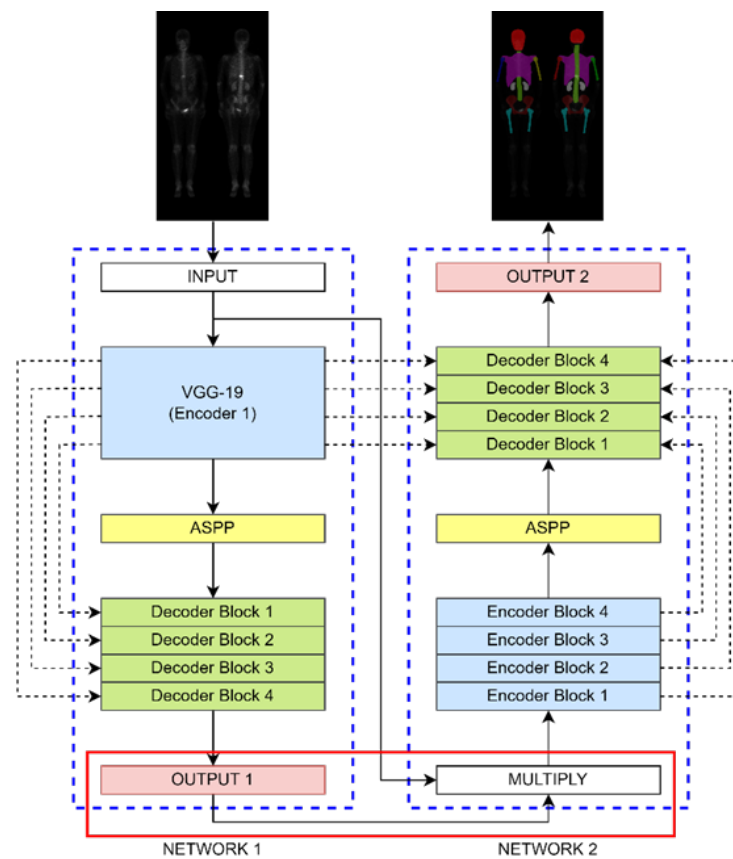 INPUT
VGG-19
(Encoder 1)
ASPP
Decoder Block 1
Decoder Block 2
Decoder Block 3
Decoder Block 4
OUTPUT 1
NETWORK 1
OUTPUT 2
Decoder Block 4
Decoder Block 3
Decoder Block 2
Decoder Block 1
ASPP
Encoder Block 4
Encoder Block 3
Encoder Block 2
Encoder Block 1
MULTIPLY
NETWORK 2